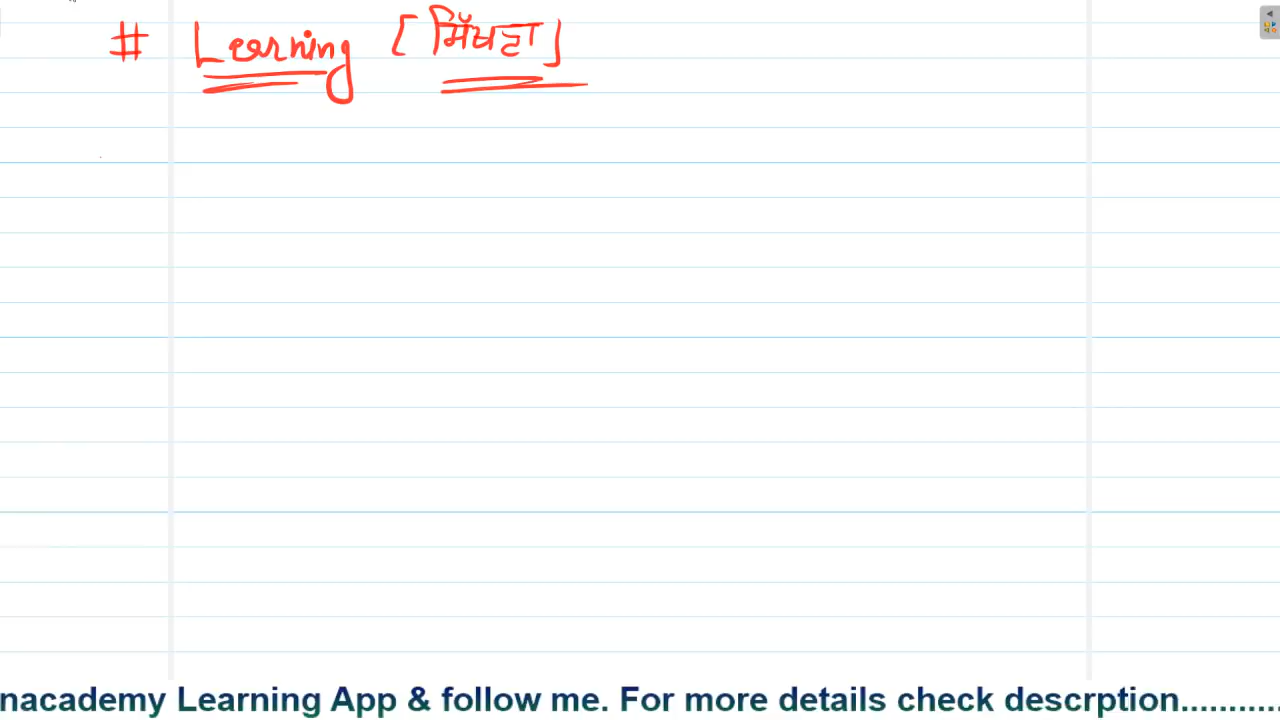 # Learning [ਸਿੱਖਣਾ]
nacademy Learning App & follow me. For more details check descrption............